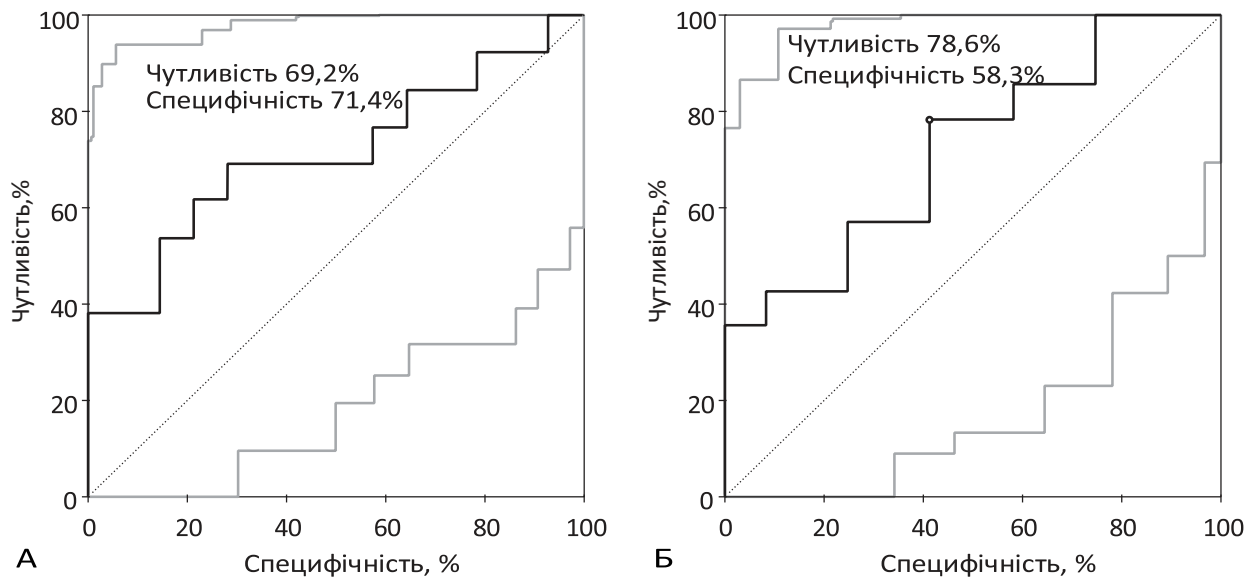 100
80
60
40
20
0
Чутливість,%
Чутливість 69,2%
Специфічність 71,4%
0 20 40 60 80 100
Специфічність, %
А
100
80
60
40
20
0
Чутливість,%
Чутливість 78,6%
Специфічність 58,3%
0 20 40 60 80 100
Специфічність, %
Б